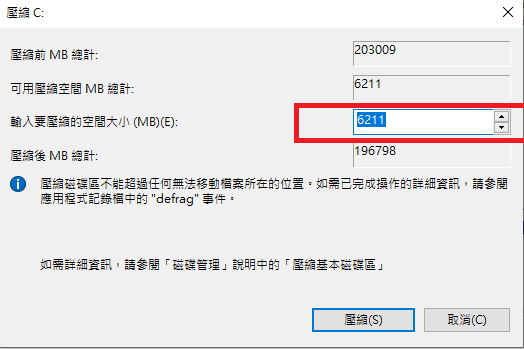 壓縮 C:
壓縮前 MB 總計: 203009
可用壓縮空間 MB 總計: 6211
輸入要壓縮的空間大小 (MB)(E): 6211
壓縮後 MB 總計: 196798
壓縮磁碟區不能超過任何無法移動檔案所在的位置。如需已完成操作的詳細資訊，請參閱
應用程式記錄檔中的 "defrag" 事件。
如需詳細資訊，請參閱「磁碟管理」說明中的「壓縮基本磁碟區」
壓縮(S) 取消(C)